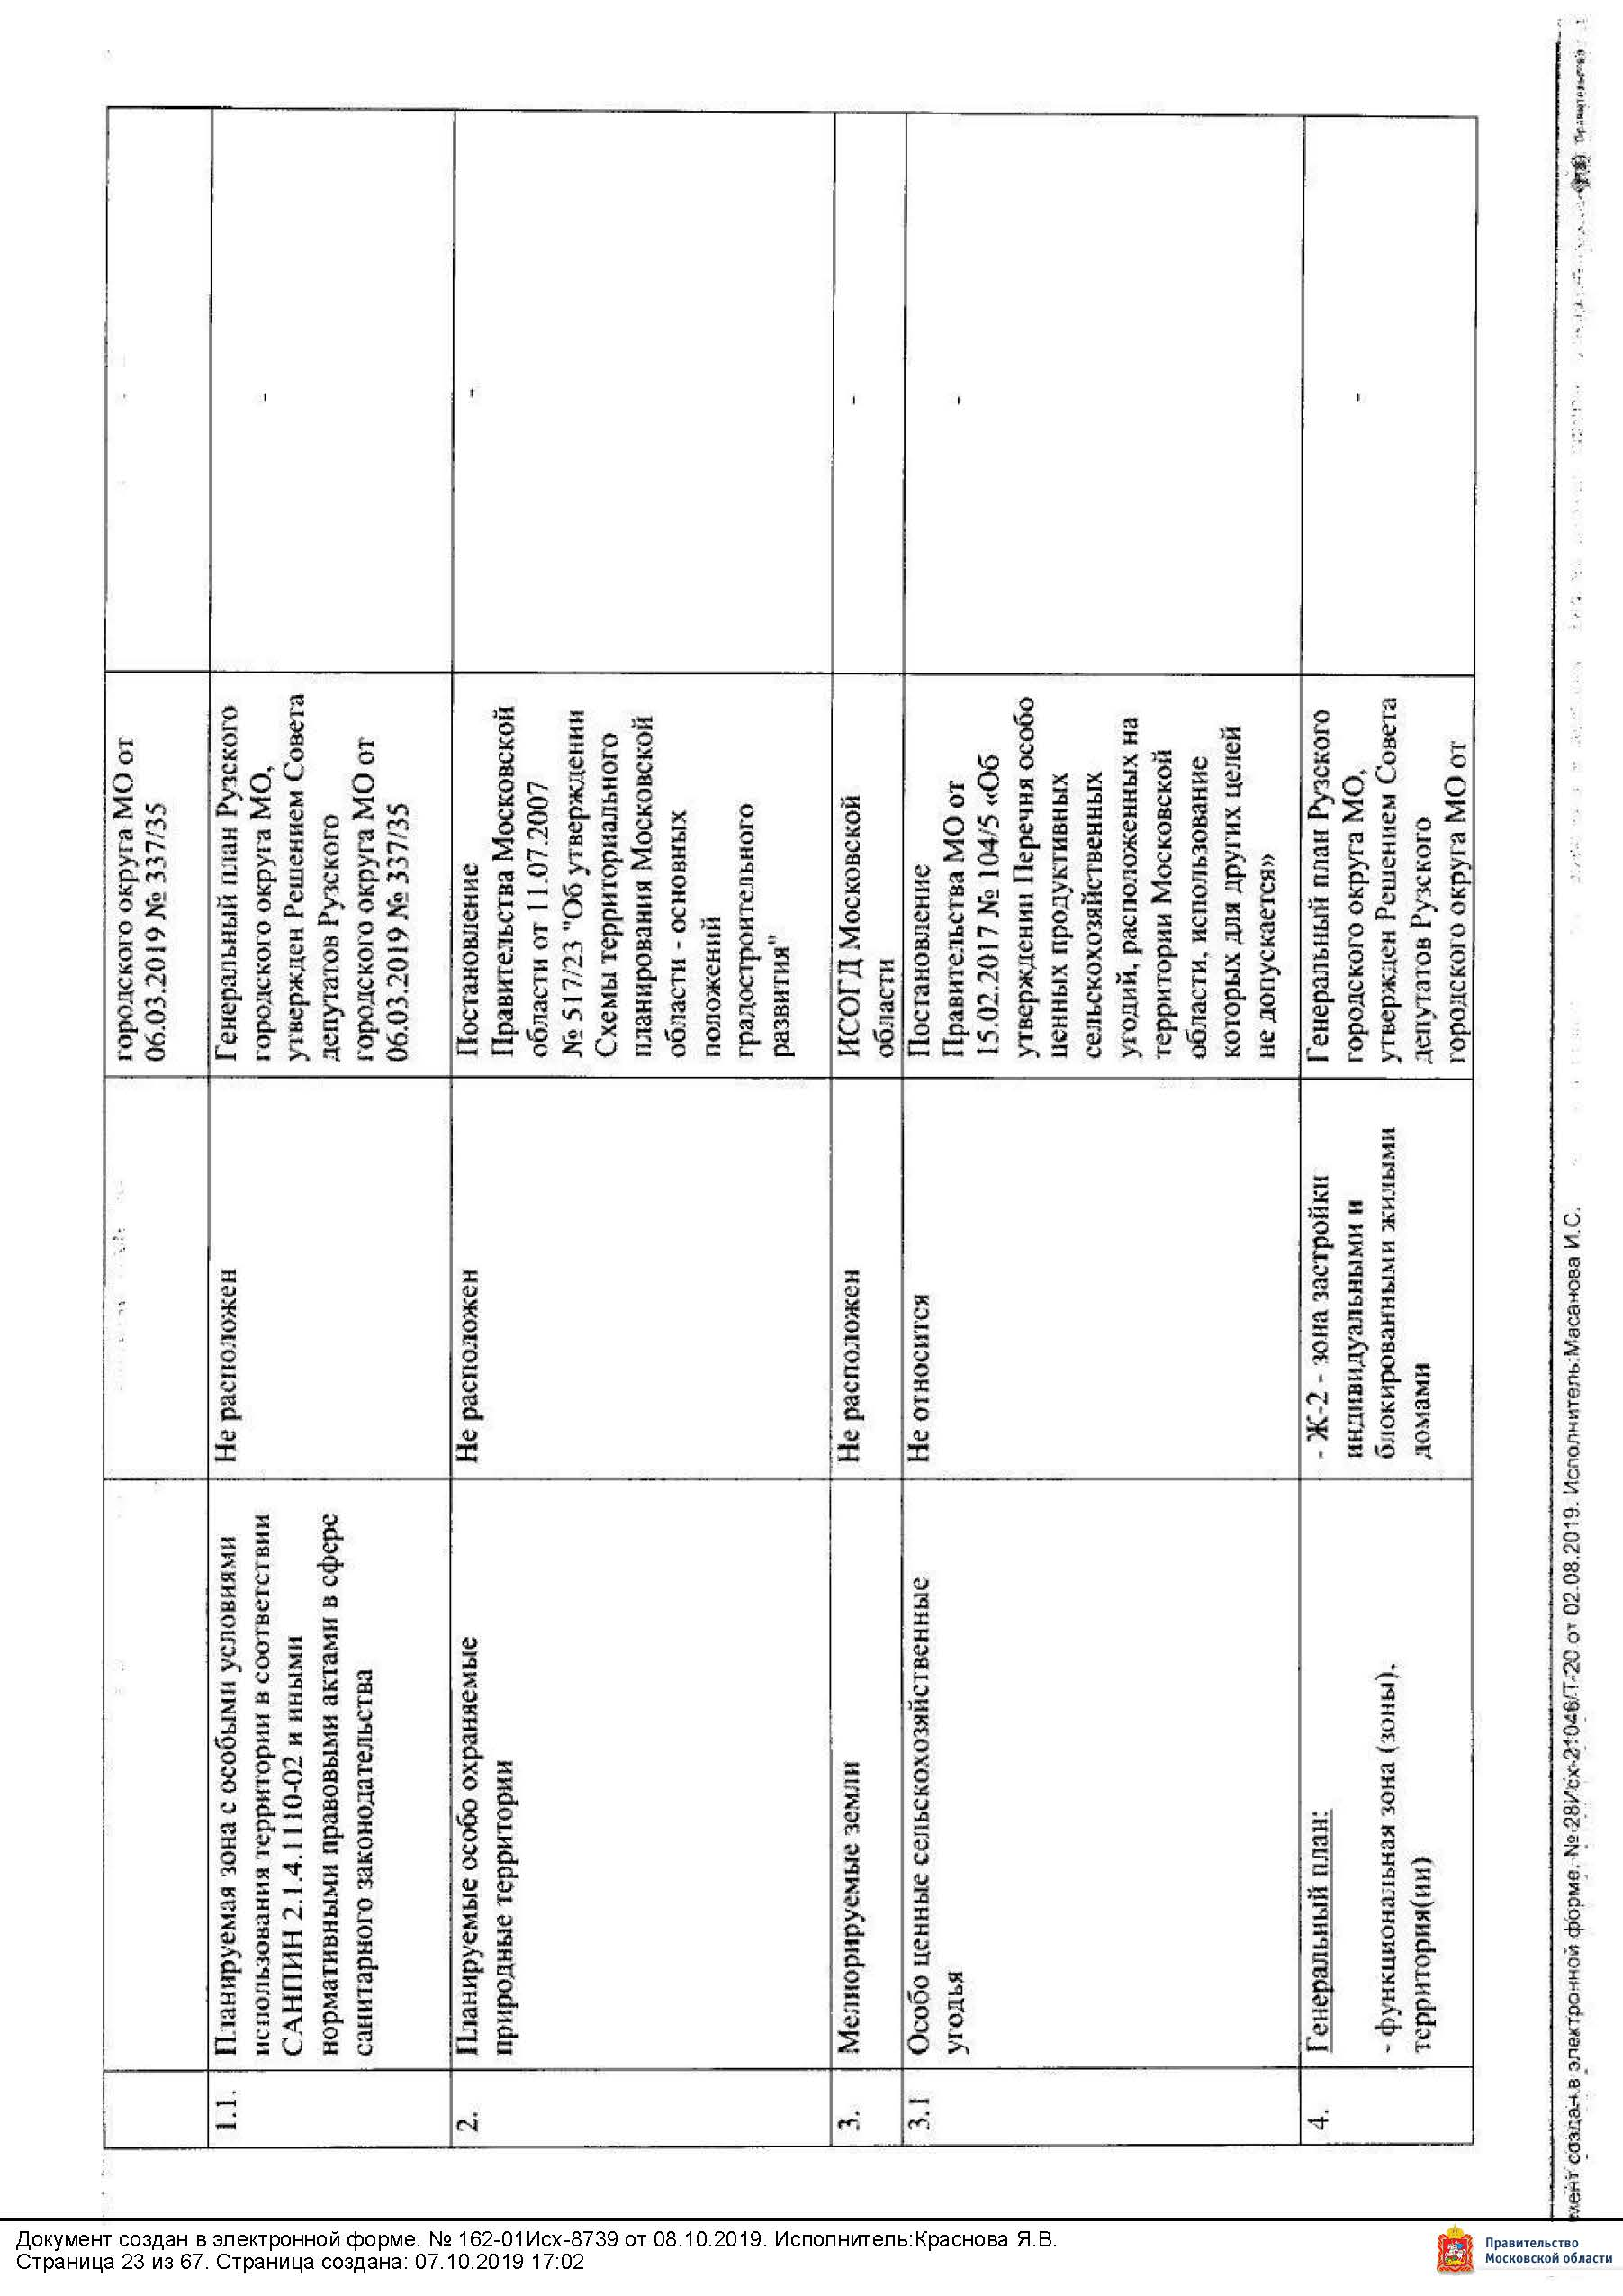 городского округа МО от
06.03.2019 № 337/35
1.1.
Планируемая зона с особыми условиями
использования территории в соответствии
САНПИН 2.1.4.1110-02 и иными
нормативными правовыми актами в сфере
санитарного законодательства
Не расположен
Генеральный план Рузского
городского округа МО,
утвержден Решением Совета
депутатов Рузского
городского округа МО от
06.03.2019 № 337/35
-
2.
Планируемые особо охраняемые
природные территории
Не расположен
Постановление
Правительства Московской
области от 11.07.2007
№ 517/23 "Об утверждении
Схемы территориального
планирования Московской
области - основных
положений
градостроительного
развития"
-
3.
Мелиорируемые земли
Не расположен
ИСОГД Московской
области
-
3.1
Особо ценные сельскохозяйственные
угодья
Не относится
Постановление
Правительства МО от
15.02.2017 № 104/5 «Об
утверждении Перечня особо
ценных продуктивных
сельскохозяйственных
угодий, расположенных на
территории Московской
области, использование
которых для других целей
не допускается»
-
4.
Генеральный план:
- функциональная зона (зоны),
территория(ии)
- Ж-2 - зона застройки
индивидуальными и
блокированными жилыми
домами
Генеральный план Рузского
городского округа МО,
утвержден Решением Совета
депутатов Рузского
городского округа МО от
-
мент создан в электронной форме. № 28Исх-21046/Т-20 от 02.08.2019. Исполнитель:Масанова И.С.
Документ создан в электронной форме. № 162-01Исх-8739 от 08.10.2019. Исполнитель:Краснова Я.В.
Страница 23 из 67. Страница создана: 07.10.2019 17:02
Правительство
Московской области